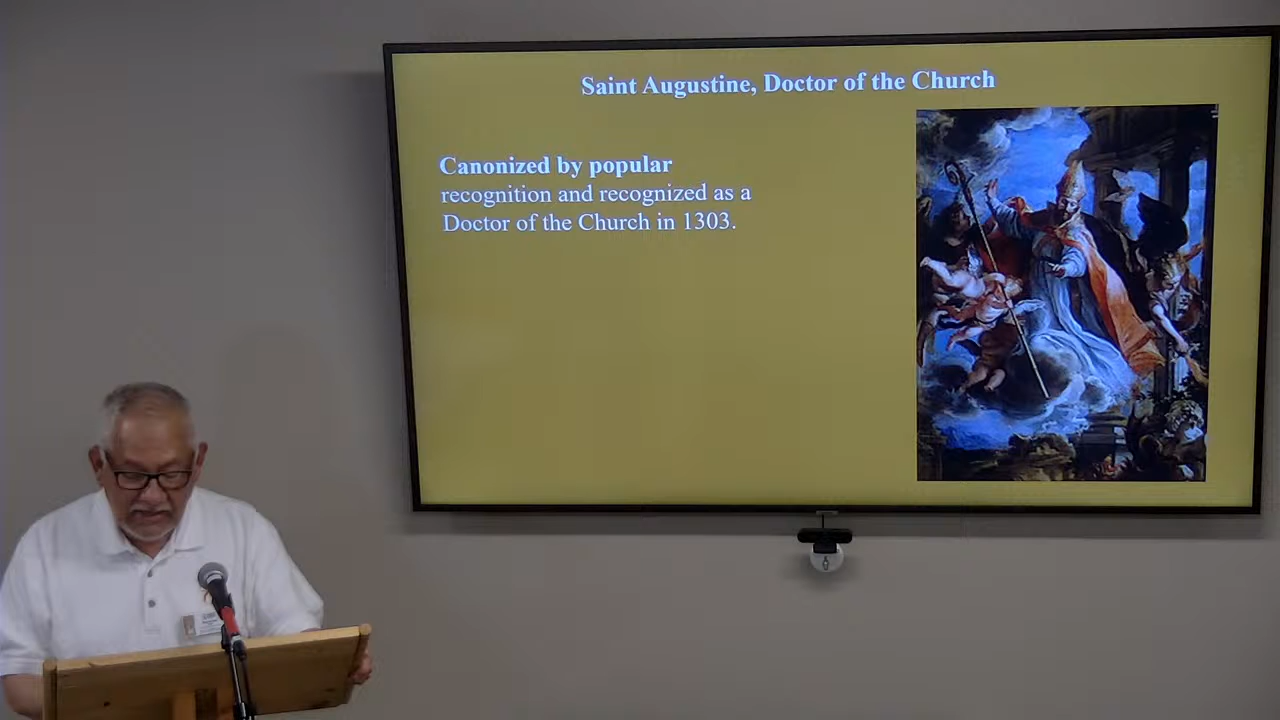 Saint Augustine, Doctor of the Church
Canonized by popular
recognition and recognized as a
Doctor of the Church in 1303.